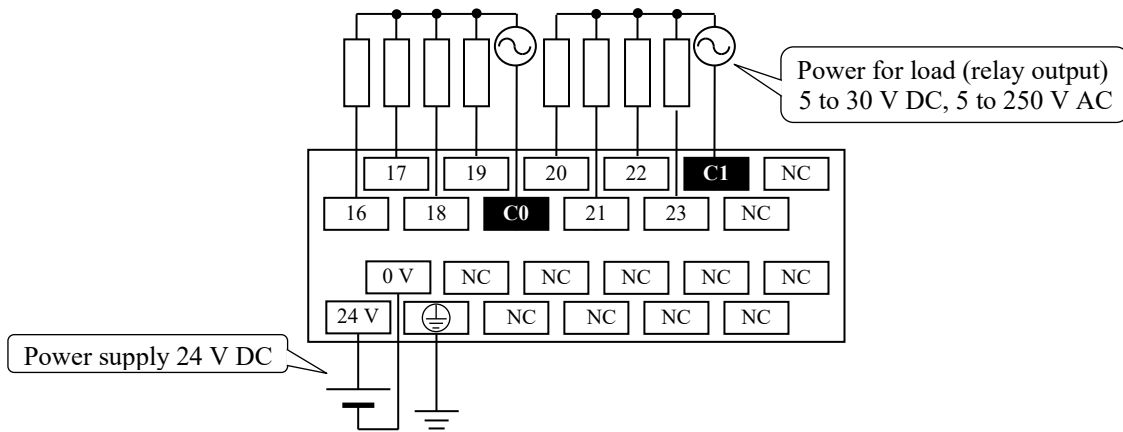 Power for load (relay output)
5 to 30 V DC, 5 to 250 V AC
17 19 20 22 C1 NC
16 18 C0 21 23 NC
0 V NC NC NC NC NC
24 V NC NC NC NC
Power supply 24 V DC